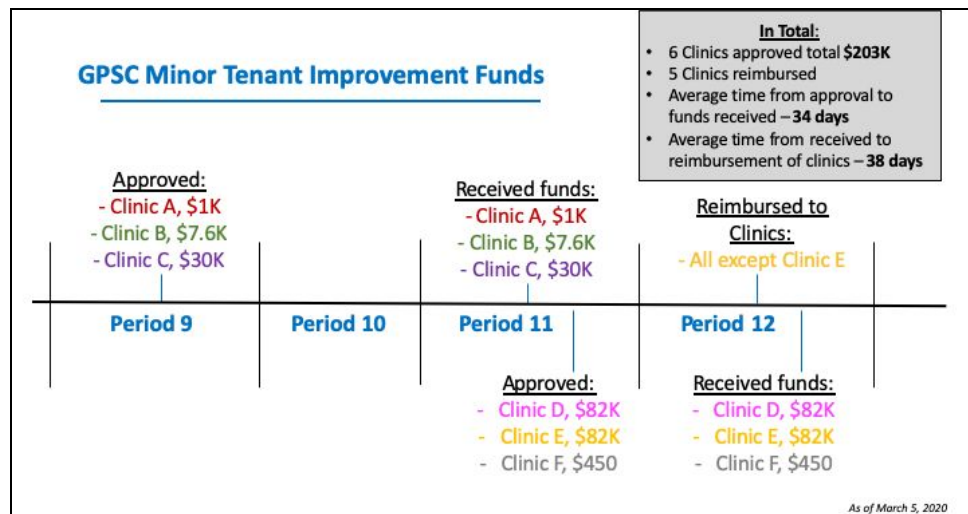 GPSC Minor Tenant Improvement Funds
In Total:
• 6 Clinics approved total $203K
• 5 Clinics reimbursed
• Average time from approval to
funds received – 34 days
• Average time from received to
reimbursement of clinics – 38 days
Approved:
- Clinic A, $1K
- Clinic B, $7.6K
- Clinic C, $30K
Received funds:
- Clinic A, $1K
- Clinic B, $7.6K
- Clinic C, $30K
Reimbursed to
Clinics:
- All except Clinic E
Period 9
Period 10
Period 11
Period 12
Approved:
- Clinic D, $82K
- Clinic E, $82K
- Clinic F, $450
Received funds:
- Clinic D, $82K
- Clinic E, $82K
- Clinic F, $450
As of March 5, 2020